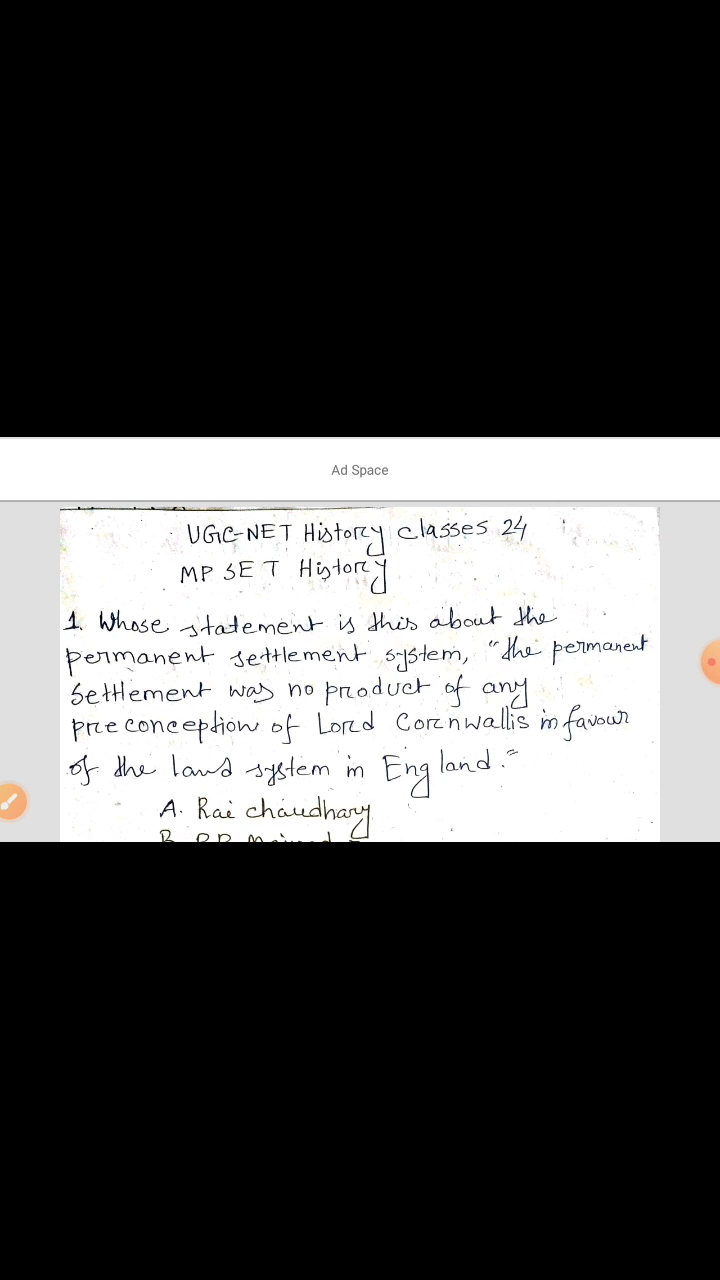 Ad Space
UGC-NET History classes 24
MP SET History
1. Whose statement is this about the
permanent settlement system, "the permanent
Settlement was no product of any
preconception of Lord Cornwallis in favour
of the land system in England."
A. Rai chaudhary
B.